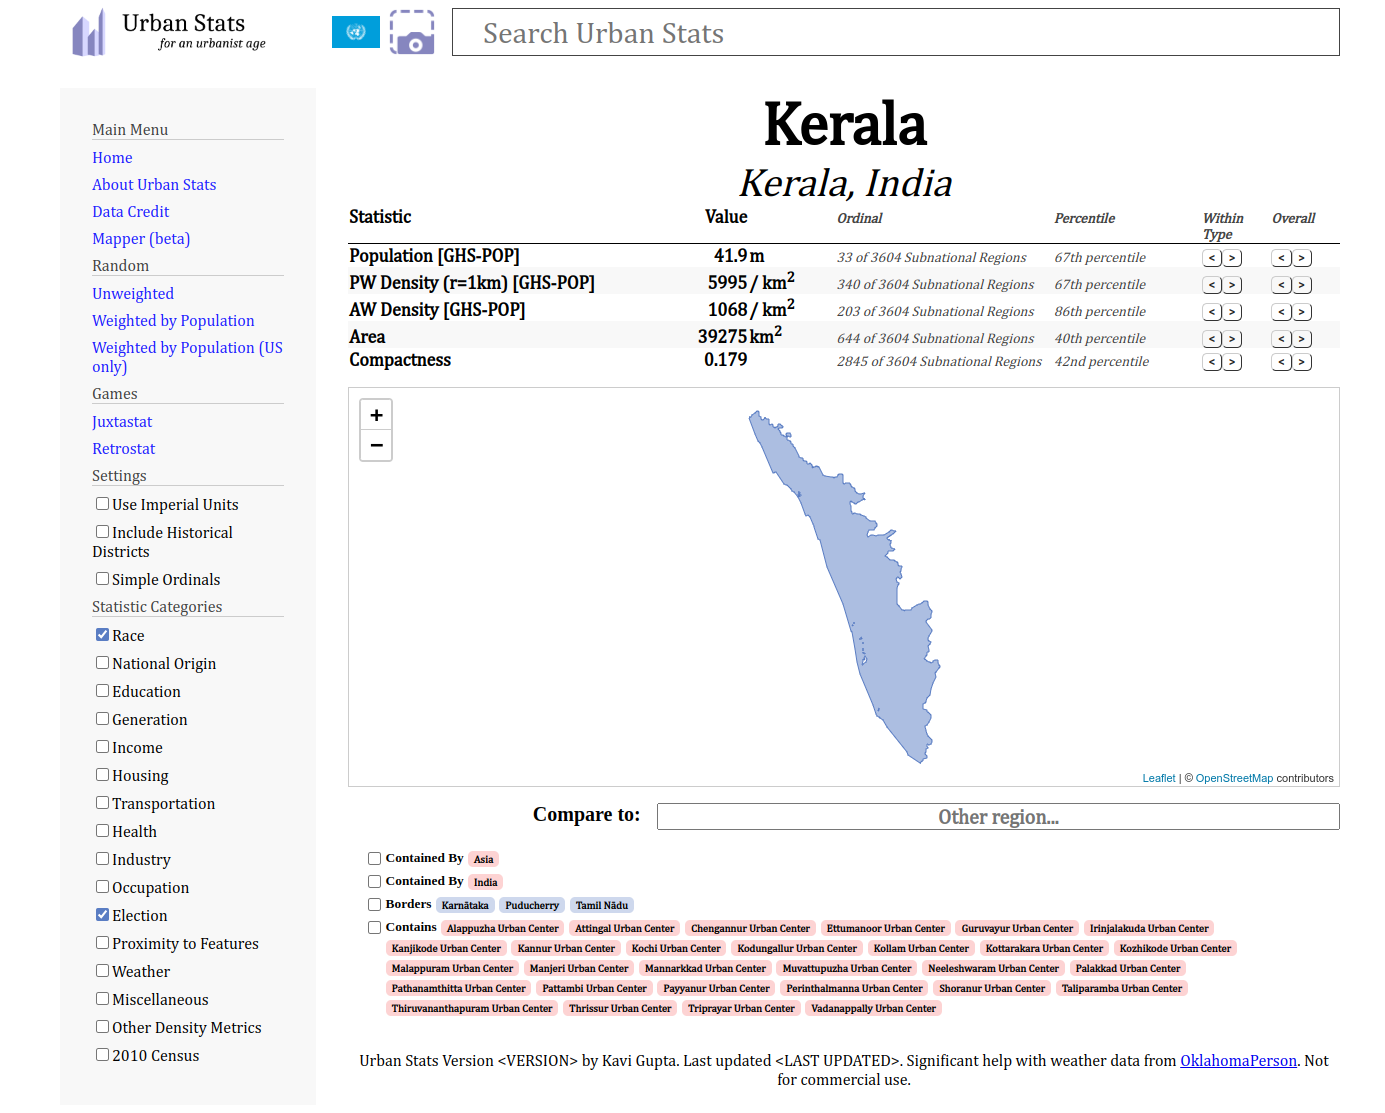 Urban Stats
for an urbanist age
Search Urban Stats
Main Menu
Home
About Urban Stats
Data Credit
Mapper (beta)
Random
Unweighted
Weighted by Population
Weighted by Population (US
only)
Games
Juxtastat
Retrostat
Settings
Use Imperial Units
Include Historical
Districts
Simple Ordinals
Statistic Categories
Race
National Origin
Education
Generation
Income
Housing
Transportation
Health
Industry
Occupation
Election
Proximity to Features
Weather
Miscellaneous
Other Density Metrics
2010 Census
Kerala
Kerala, India
Statistic Value Ordinal Percentile Within Type Overall
Population [GHS-POP] 41.9 m 33 of 3604 Subnational Regions 67th percentile < > < >
PW Density (r=1km) [GHS-POP] 5995 / km² 340 of 3604 Subnational Regions 67th percentile < > < >
AW Density [GHS-POP] 1068 / km² 203 of 3604 Subnational Regions 86th percentile < > < >
Area 39275 km² 644 of 3604 Subnational Regions 40th percentile < > < >
Compactness 0.179 2845 of 3604 Subnational Regions 42nd percentile < > < >
+
−
Leaflet | © OpenStreetMap contributors
Compare to: Other region...
Contained By Asia
Contained By India
Borders Karnātaka Puducherry Tamil Nādu
Contains Alappuzha Urban Center Attingal Urban Center Chengannur Urban Center Ettumanoor Urban Center Guruvayur Urban Center Irinjalakuda Urban Center
Kanjikode Urban Center Kannur Urban Center Kochi Urban Center Kodungallur Urban Center Kollam Urban Center Kottarakara Urban Center Kozhikode Urban Center
Malappuram Urban Center Manjeri Urban Center Mannarkkad Urban Center Muvattupuzha Urban Center Neeleshwaram Urban Center Palakkad Urban Center
Pathanamthitta Urban Center Pattambi Urban Center Payyanur Urban Center Perinthalmanna Urban Center Shoranur Urban Center Taliparamba Urban Center
Thiruvananthapuram Urban Center Thrissur Urban Center Triprayar Urban Center Vadanappally Urban Center
Urban Stats Version <VERSION> by Kavi Gupta. Last updated <LAST UPDATED>. Significant help with weather data from OklahomaPerson. Not
for commercial use.